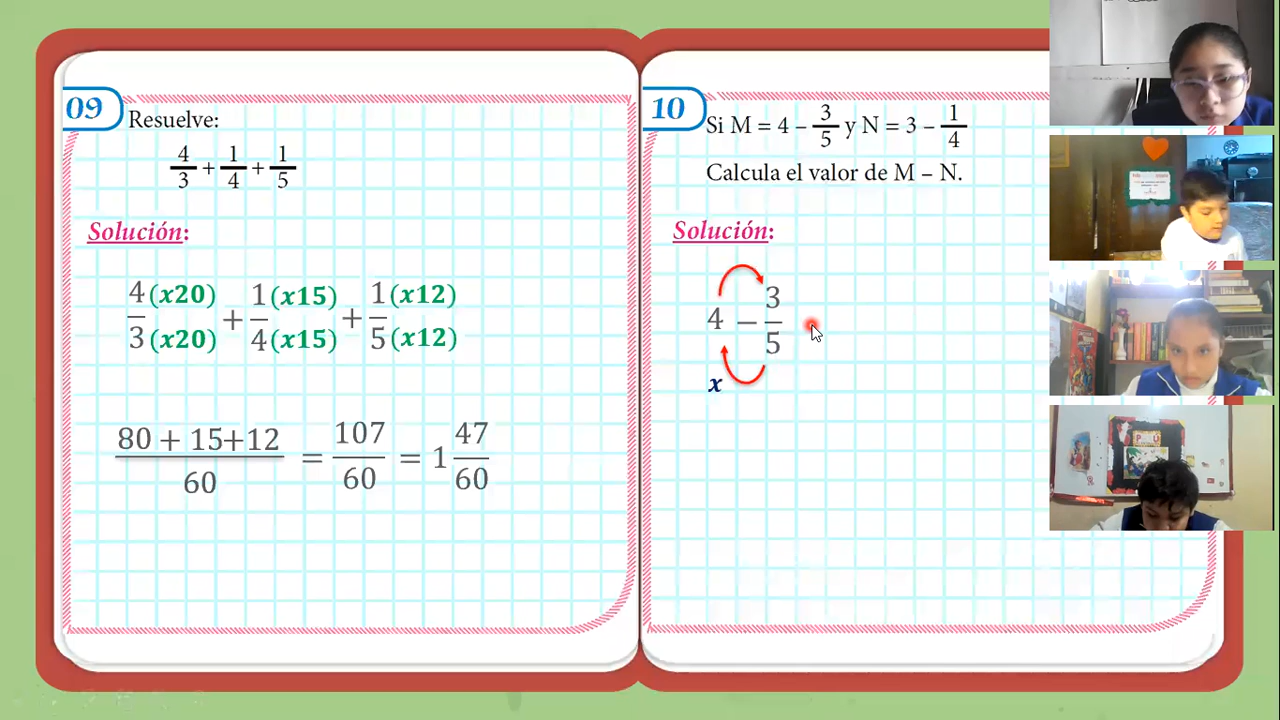 09
Resuelve:
4/3 + 1/4 + 1/5
Solución:
4/3 (x20)/(x20) + 1/4 (x15)/(x15) + 1/5 (x12)/(x12)
(80 + 15+12)/60 = 107/60 = 1 47/60
10
Si M = 4 – 3/5 y N = 3 – 1/4
Calcula el valor de M – N.
Solución:
4 – 3/5
x